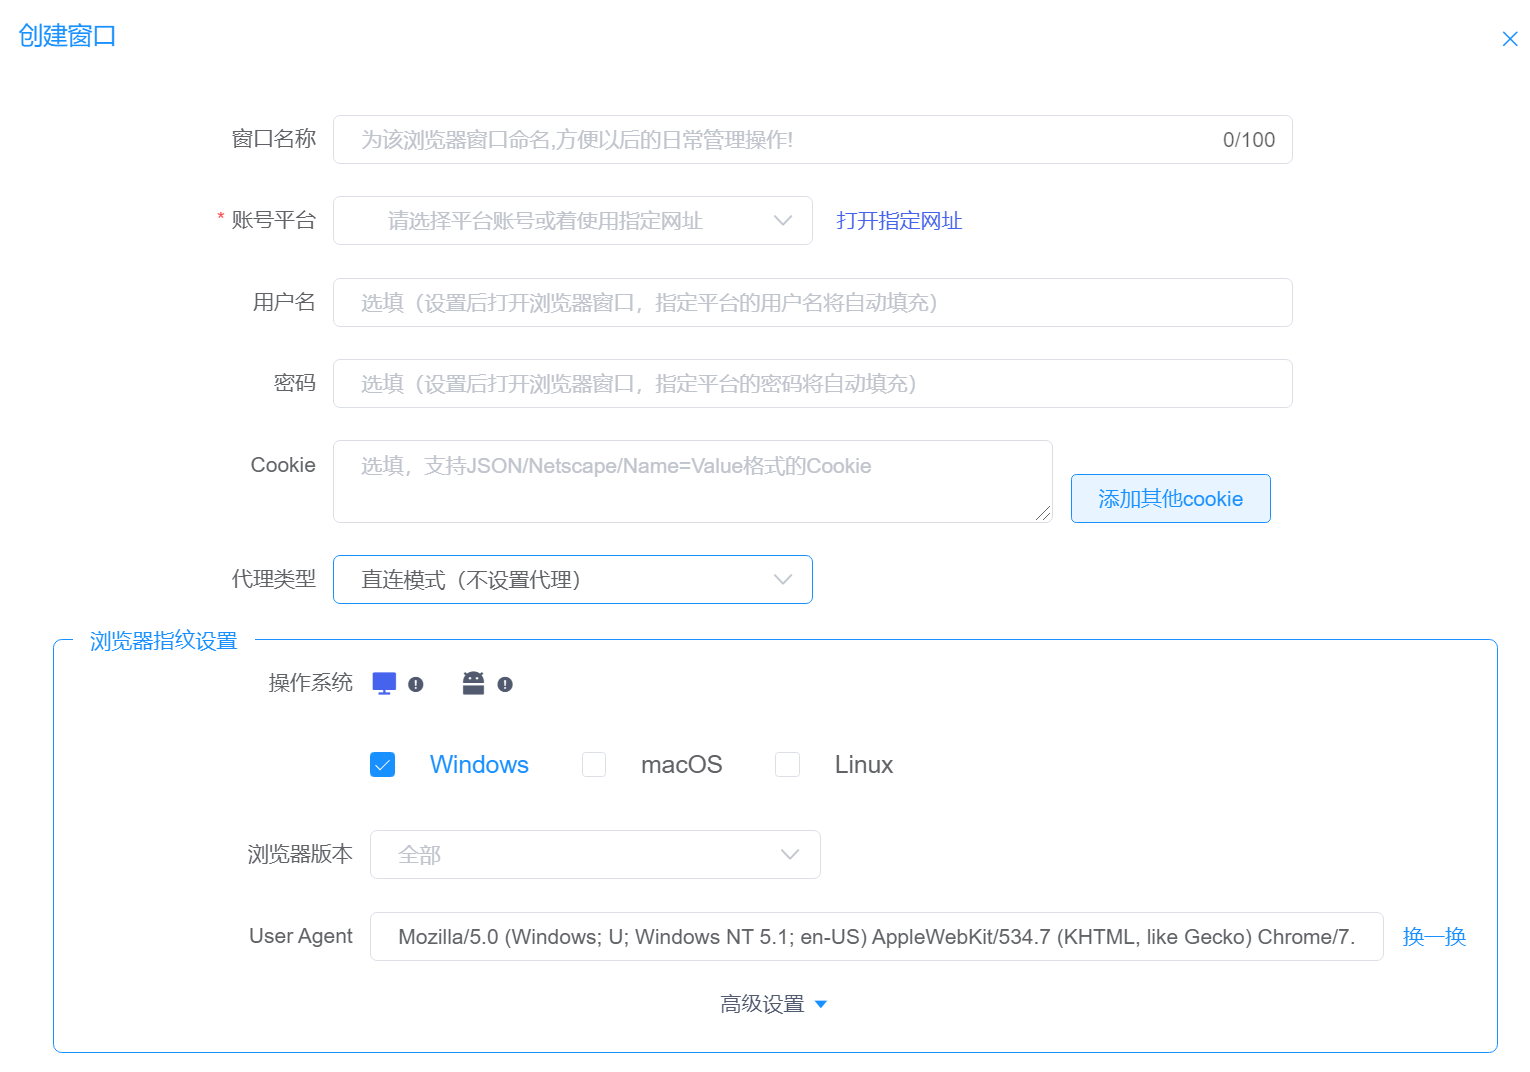 创建窗口
窗口名称 为该浏览器窗口命名,方便以后的日常管理操作! 0/100
* 账号平台 请选择平台账号或着使用指定网址 打开指定网址
用户名 选填（设置后打开浏览器窗口，指定平台的用户名将自动填充）
密码 选填（设置后打开浏览器窗口，指定平台的密码将自动填充）
Cookie 选填，支持JSON/Netscape/Name=Value格式的Cookie
添加其他cookie
代理类型 直连模式（不设置代理）
浏览器指纹设置
操作系统
Windows macOS Linux
浏览器版本 全部
User Agent Mozilla/5.0 (Windows; U; Windows NT 5.1; en-US) AppleWebKit/534.7 (KHTML, like Gecko) Chrome/7. 换一换
高级设置